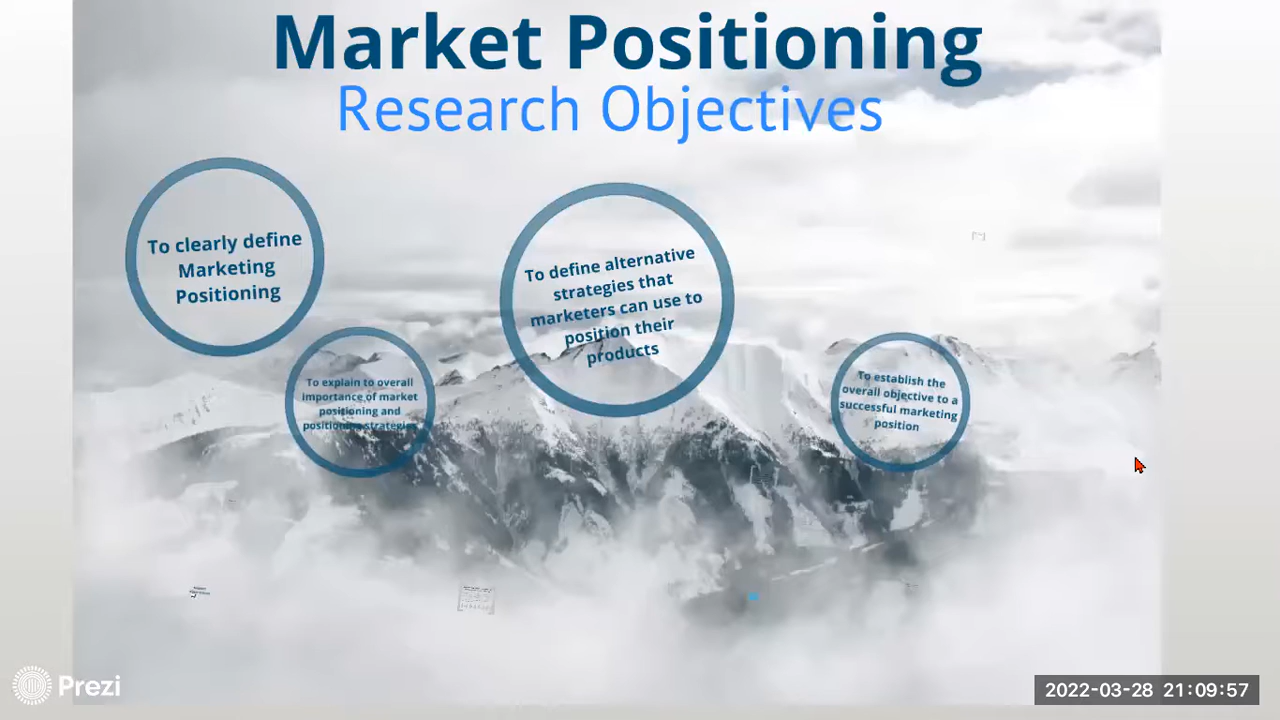 Market Positioning
Research Objectives
To clearly define
Marketing
Positioning
To explain to overall
importance of market
positioning and
positioning strategies
To define alternative
strategies that
marketers can use to
position their
products
To establish the
overall objective to a
successful marketing
position
Prezi
2022-03-28 21:09:57